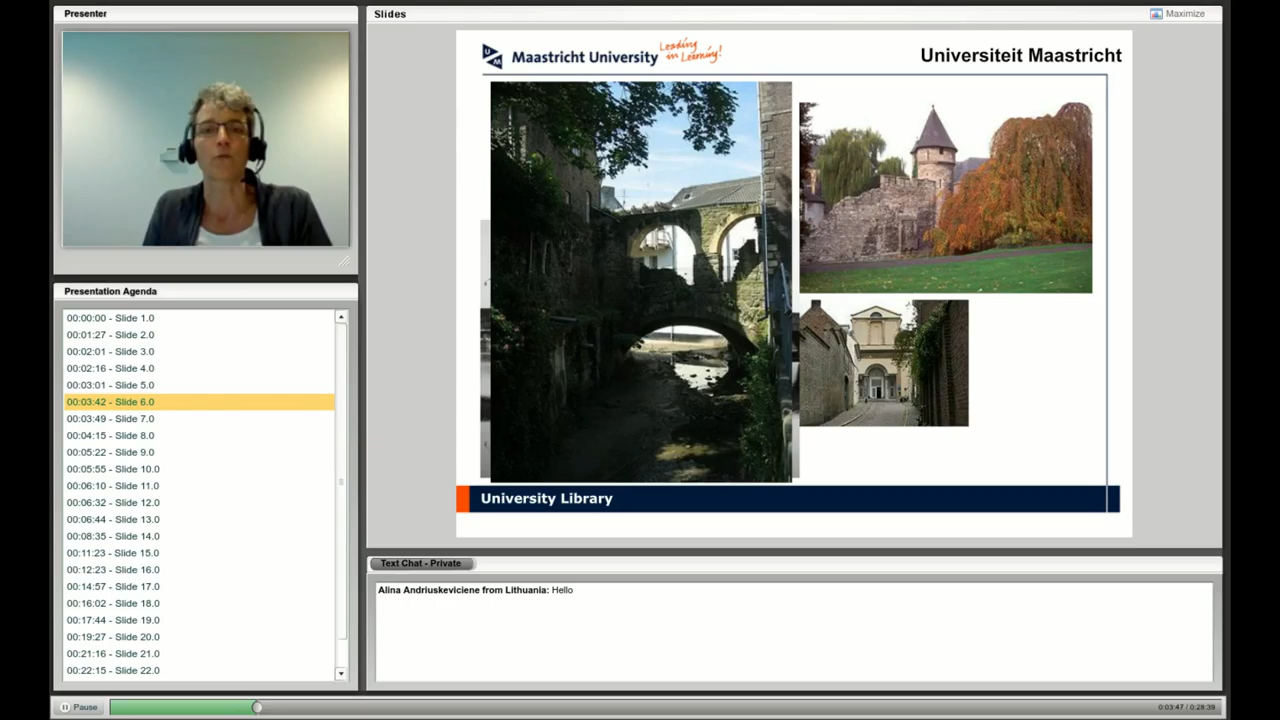 Presenter
Slides
Maximize
UM
Maastricht University
Leading
in Learning!
Universiteit Maastricht
University Library
Presentation Agenda
00:00:00 - Slide 1.0
00:01:27 - Slide 2.0
00:02:01 - Slide 3.0
00:02:16 - Slide 4.0
00:03:01 - Slide 5.0
00:03:42 - Slide 6.0
00:03:49 - Slide 7.0
00:04:15 - Slide 8.0
00:05:22 - Slide 9.0
00:05:55 - Slide 10.0
00:06:10 - Slide 11.0
00:06:32 - Slide 12.0
00:06:44 - Slide 13.0
00:08:35 - Slide 14.0
00:11:23 - Slide 15.0
00:12:23 - Slide 16.0
00:14:57 - Slide 17.0
00:16:02 - Slide 18.0
00:17:44 - Slide 19.0
00:19:27 - Slide 20.0
00:21:16 - Slide 21.0
00:22:15 - Slide 22.0
Text Chat - Private
Alina Andriuskeviciene from Lithuania: Hello
Pause
0:03:47 / 0:28:39